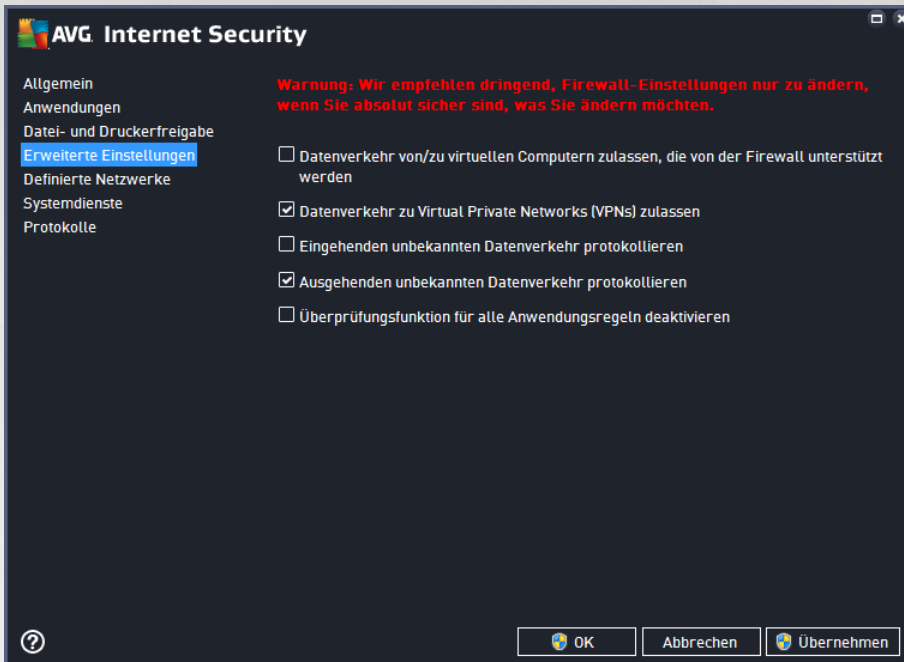 AVG Internet Security
Allgemein
Anwendungen
Datei- und Druckerfreigabe
Erweiterte Einstellungen
Definierte Netzwerke
Systemdienste
Protokolle
Warnung: Wir empfehlen dringend, Firewall-Einstellungen nur zu ändern,
wenn Sie absolut sicher sind, was Sie ändern möchten.
Datenverkehr von/zu virtuellen Computern zulassen, die von der Firewall unterstützt
werden
Datenverkehr zu Virtual Private Networks (VPNs) zulassen
Eingehenden unbekannten Datenverkehr protokollieren
Ausgehenden unbekannten Datenverkehr protokollieren
Überprüfungsfunktion für alle Anwendungsregeln deaktivieren
?
OK
Abbrechen
Übernehmen